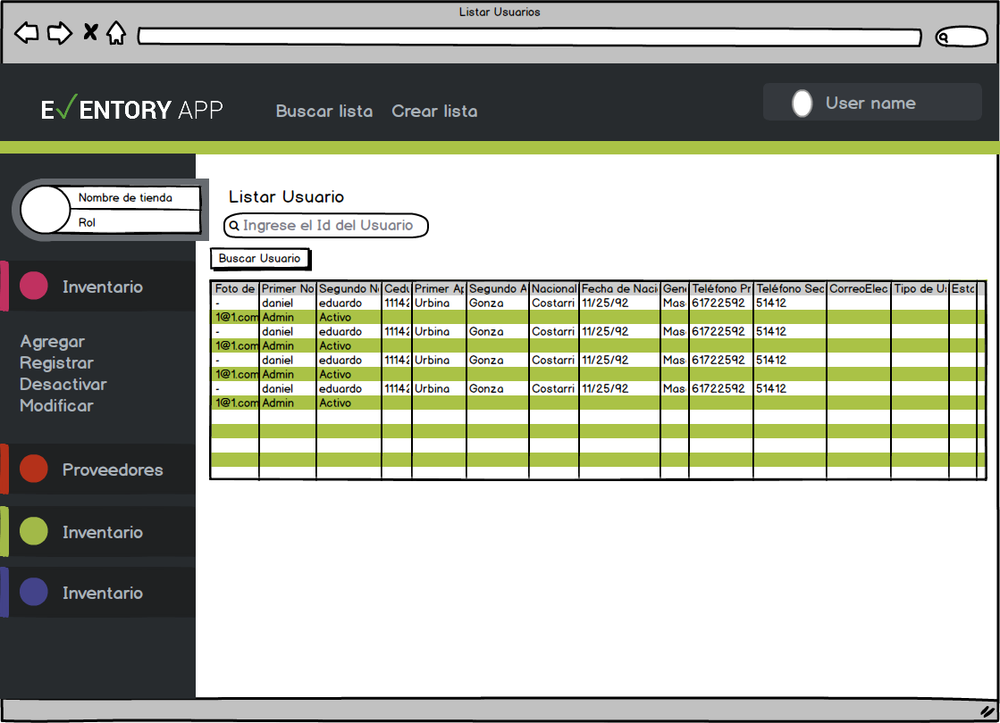 Listar Usuarios
EVENTORY APP
Buscar lista Crear lista
User name
Nombre de tienda
Rol
Inventario
Agregar
Registrar
Desactivar
Modificar
Proveedores
Inventario
Inventario
Listar Usuario
Ingrese el Id del Usuario
Buscar Usuario
Foto de Primer No Segundo N Cedu Primer Ap Segundo A Nacional Fecha de Naci Gen Teléfono Pr Teléfono Sec CorreoElec Tipo de U Esta
- daniel eduardo 11142 Urbina Gonza Costarri 11/25/92 Mas 61722592 51412
1@1.com Admin Activo
- daniel eduardo 11142 Urbina Gonza Costarri 11/25/92 Mas 61722592 51412
1@1.com Admin Activo
- daniel eduardo 11142 Urbina Gonza Costarri 11/25/92 Mas 61722592 51412
1@1.com Admin Activo
- daniel eduardo 11142 Urbina Gonza Costarri 11/25/92 Mas 61722592 51412
1@1.com Admin Activo